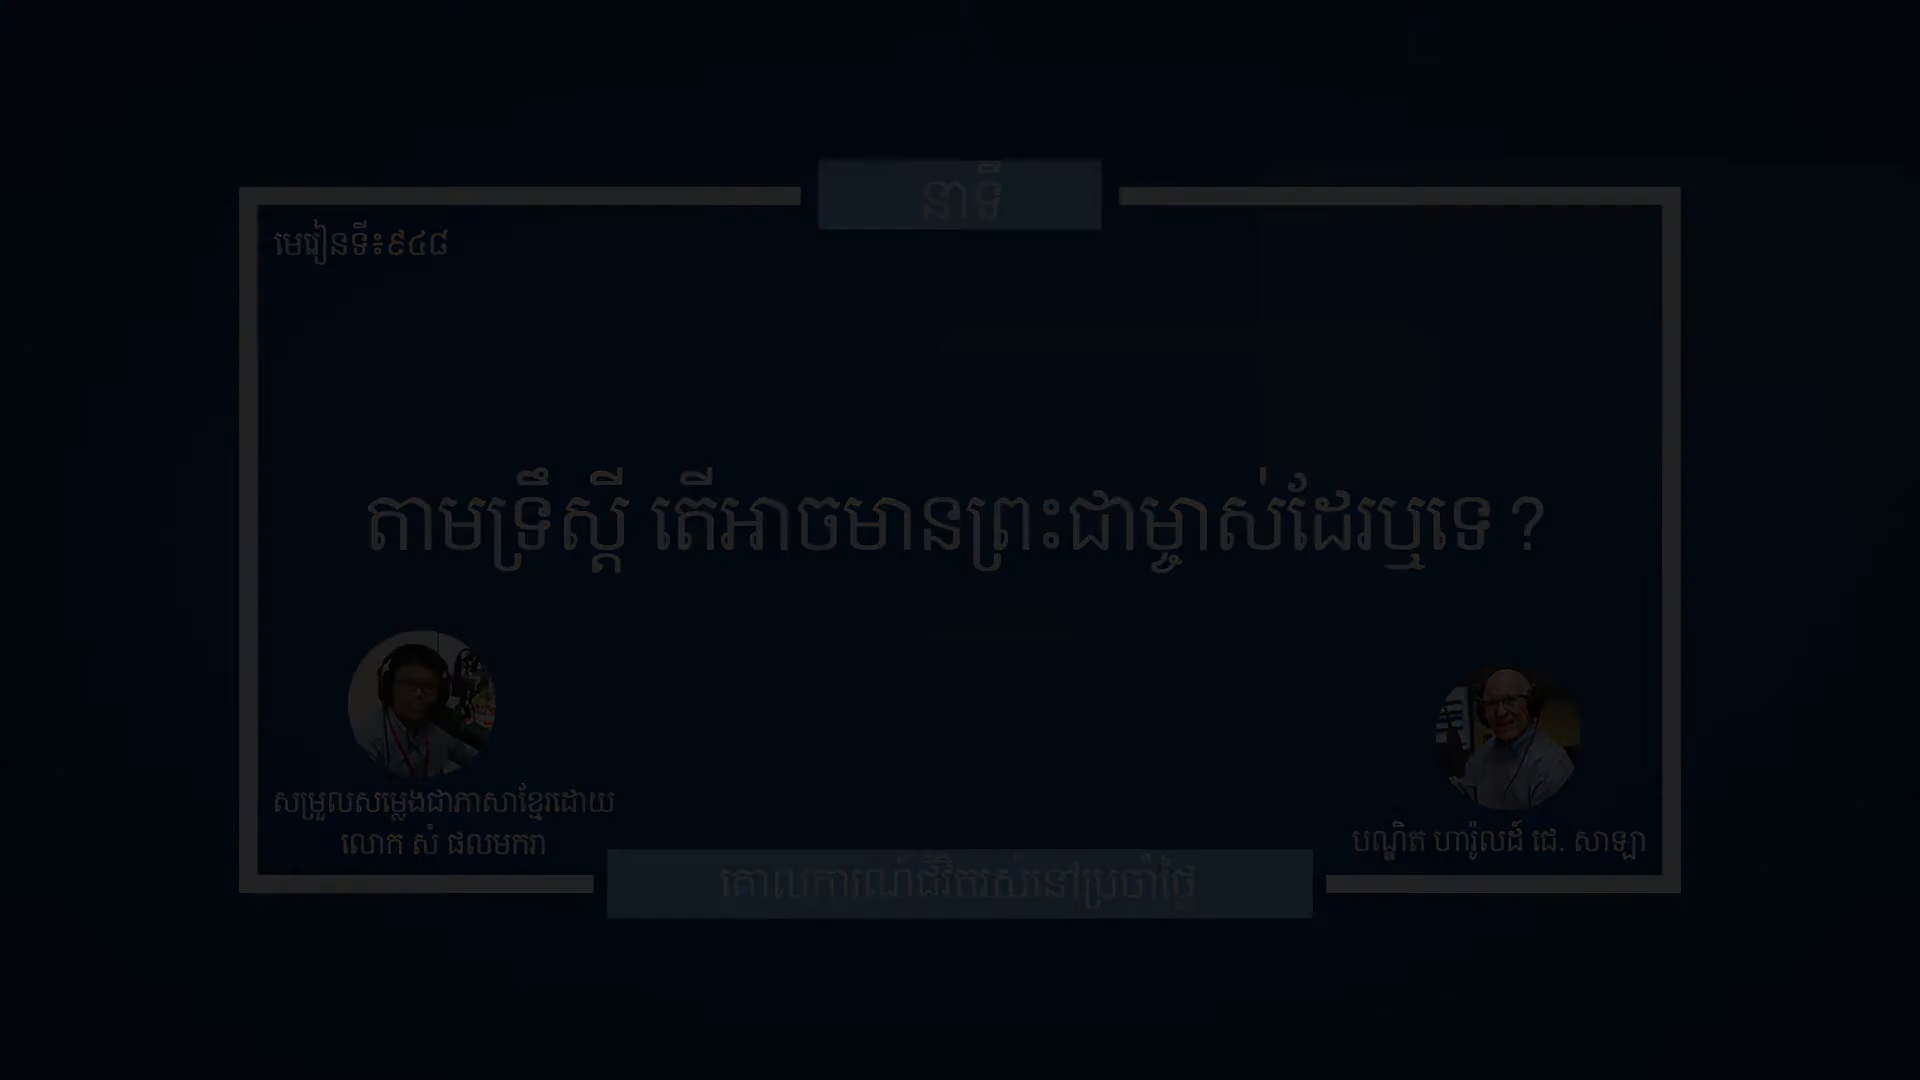 នាទី
មេរៀនទី៖៩៤៨
តាមទ្រឹស្តី តើអាចមានព្រះជាម្ចាស់ដែរឬទេ ?
សម្រួលសម្លេងជាភាសាខ្មែរដោយ
លោក សំ ផលមករា
បណ្ឌិត ហារ៉ូលដ៍ ជេ. សាឡា
គោលការណ៍ជីវិតរស់នៅប្រចាំថ្ងៃ